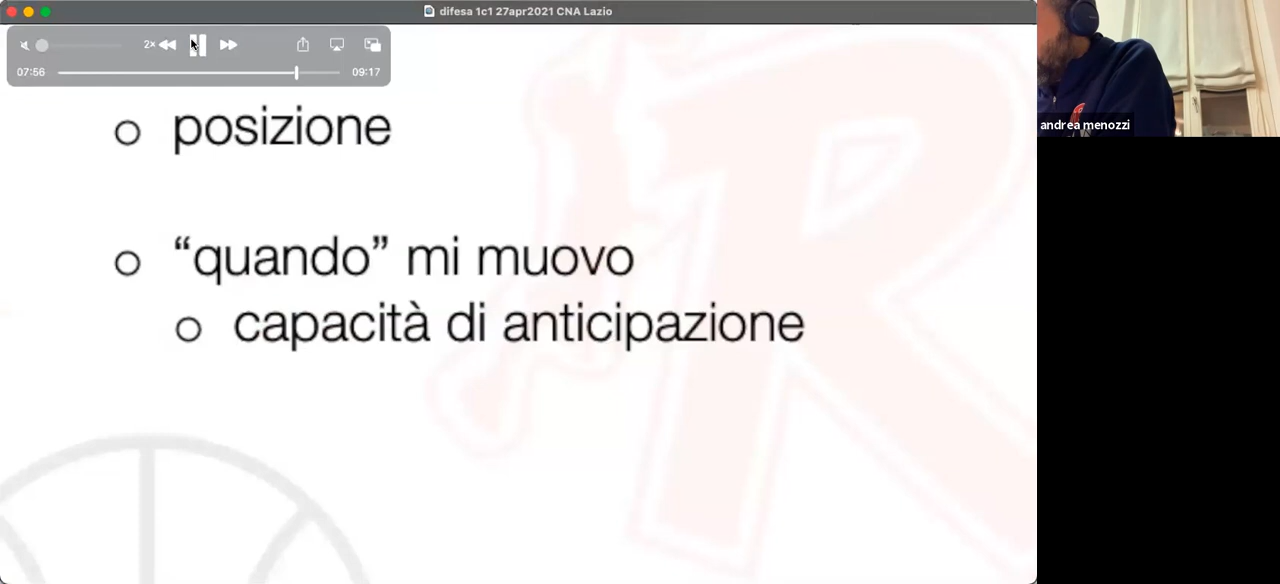 difesa 1c1 27apr2021 CNA Lazio
2×
07:56
09:17
posizione
“quando” mi muovo
capacità di anticipazione
andrea menozzi
R